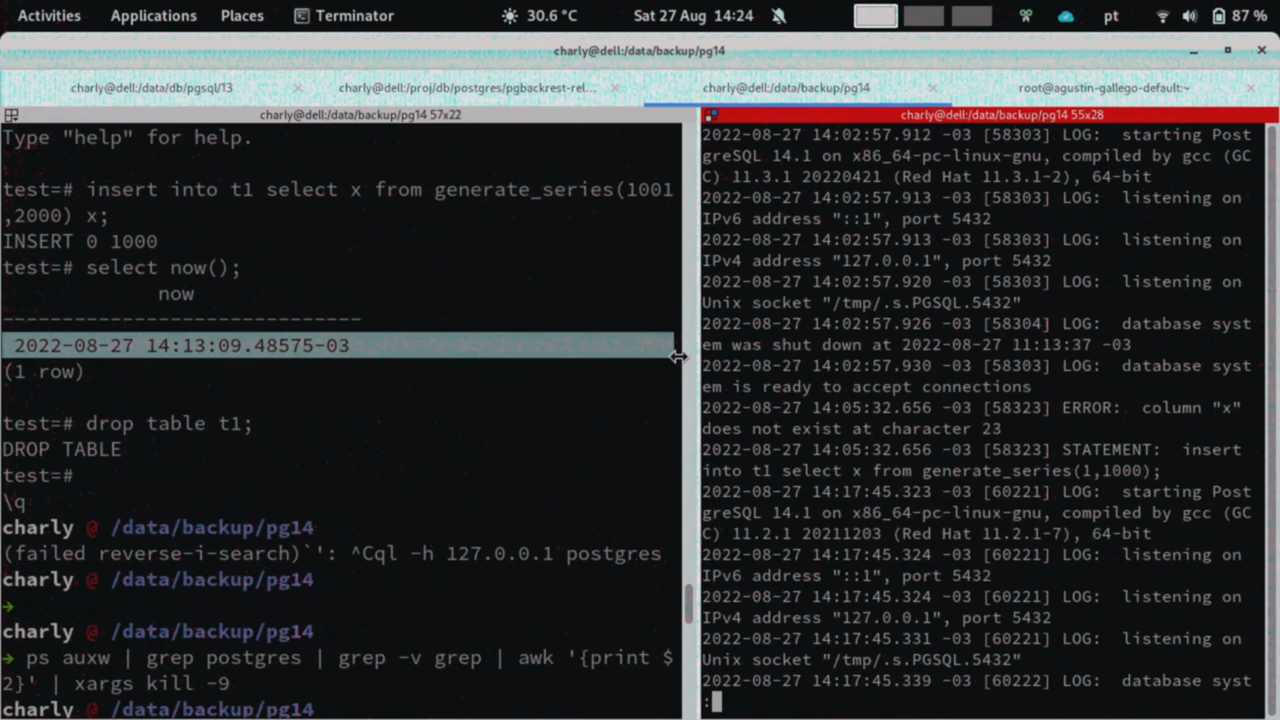 Activities Applications Places Terminator 30.6 °C Sat 27 Aug 14:24 pt 87 %
charly@dell:/data/backup/pg14
charly@dell:/data/db/pgsql/13 charly@dell:/proj/db/postgres/pgbackrest-rel... charly@dell:/data/backup/pg14 root@agustin-gallego-default:~
charly@dell:/data/backup/pg14 57x22
Type "help" for help.
test=# insert into t1 select x from generate_series(1001
,2000) x;
INSERT 0 1000
test=# select now();
now
-----------------------------
2022-08-27 14:13:09.48575-03
(1 row)
test=# drop table t1;
DROP TABLE
test=#
\q
charly @ /data/backup/pg14
(failed reverse-i-search)`': ^Cql -h 127.0.0.1 postgres
charly @ /data/backup/pg14
➜
charly @ /data/backup/pg14
➜ ps auxw | grep postgres | grep -v grep | awk '{print $
2}' | xargs kill -9
charly @ /data/backup/pg14
charly@dell:/data/backup/pg14 55x28
2022-08-27 14:02:57.912 -03 [58303] LOG:  starting Post
greSQL 14.1 on x86_64-pc-linux-gnu, compiled by gcc (GC
C) 11.3.1 20220421 (Red Hat 11.3.1-2), 64-bit
2022-08-27 14:02:57.913 -03 [58303] LOG:  listening on
IPv6 address "::1", port 5432
2022-08-27 14:02:57.913 -03 [58303] LOG:  listening on
IPv4 address "127.0.0.1", port 5432
2022-08-27 14:02:57.920 -03 [58303] LOG:  listening on
Unix socket "/tmp/.s.PGSQL.5432"
2022-08-27 14:02:57.926 -03 [58304] LOG:  database syst
em was shut down at 2022-08-27 11:13:37 -03
2022-08-27 14:02:57.930 -03 [58303] LOG:  database syst
em is ready to accept connections
2022-08-27 14:05:32.656 -03 [58323] ERROR:  column "x"
does not exist at character 23
2022-08-27 14:05:32.656 -03 [58323] STATEMENT:  insert
into t1 select x from generate_series(1,1000);
2022-08-27 14:17:45.323 -03 [60221] LOG:  starting Post
greSQL 14.1 on x86_64-pc-linux-gnu, compiled by gcc (GC
C) 11.2.1 20211203 (Red Hat 11.2.1-7), 64-bit
2022-08-27 14:17:45.324 -03 [60221] LOG:  listening on
IPv6 address "::1", port 5432
2022-08-27 14:17:45.324 -03 [60221] LOG:  listening on
IPv4 address "127.0.0.1", port 5432
2022-08-27 14:17:45.331 -03 [60221] LOG:  listening on
Unix socket "/tmp/.s.PGSQL.5432"
2022-08-27 14:17:45.339 -03 [60222] LOG:  database syst
: